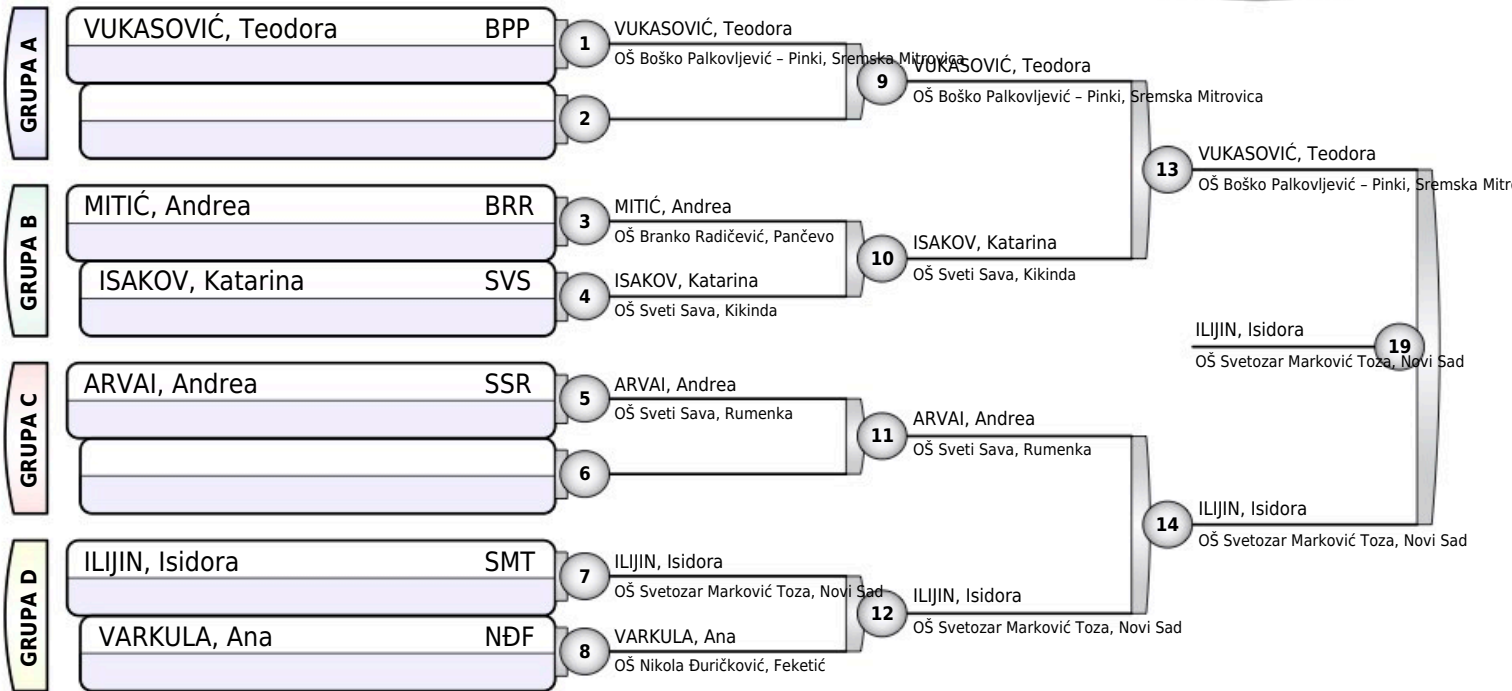 GRUPA A
VUKASOVIĆ, Teodora BPP
1
VUKASOVIĆ, Teodora
OŠ Boško Palkovljević – Pinki, Sremska Mitrovica
2
9
VUKASOVIĆ, Teodora
OŠ Boško Palkovljević – Pinki, Sremska Mitrovica
GRUPA B
MITIĆ, Andrea BRR
3
MITIĆ, Andrea
OŠ Branko Radičević, Pančevo
ISAKOV, Katarina SVS
4
ISAKOV, Katarina
OŠ Sveti Sava, Kikinda
10
ISAKOV, Katarina
OŠ Sveti Sava, Kikinda
13
VUKASOVIĆ, Teodora
OŠ Boško Palkovljević – Pinki, Sremska Mitr
GRUPA C
ARVAI, Andrea SSR
5
ARVAI, Andrea
OŠ Sveti Sava, Rumenka
6
11
ARVAI, Andrea
OŠ Sveti Sava, Rumenka
GRUPA D
ILIJIN, Isidora SMT
7
ILIJIN, Isidora
OŠ Svetozar Marković Toza, Novi Sad
VARKULA, Ana NĐF
8
VARKULA, Ana
OŠ Nikola Đuričković, Feketić
12
ILIJIN, Isidora
OŠ Svetozar Marković Toza, Novi Sad
14
ILIJIN, Isidora
OŠ Svetozar Marković Toza, Novi Sad
ILIJIN, Isidora
19
OŠ Svetozar Marković Toza, Novi Sad